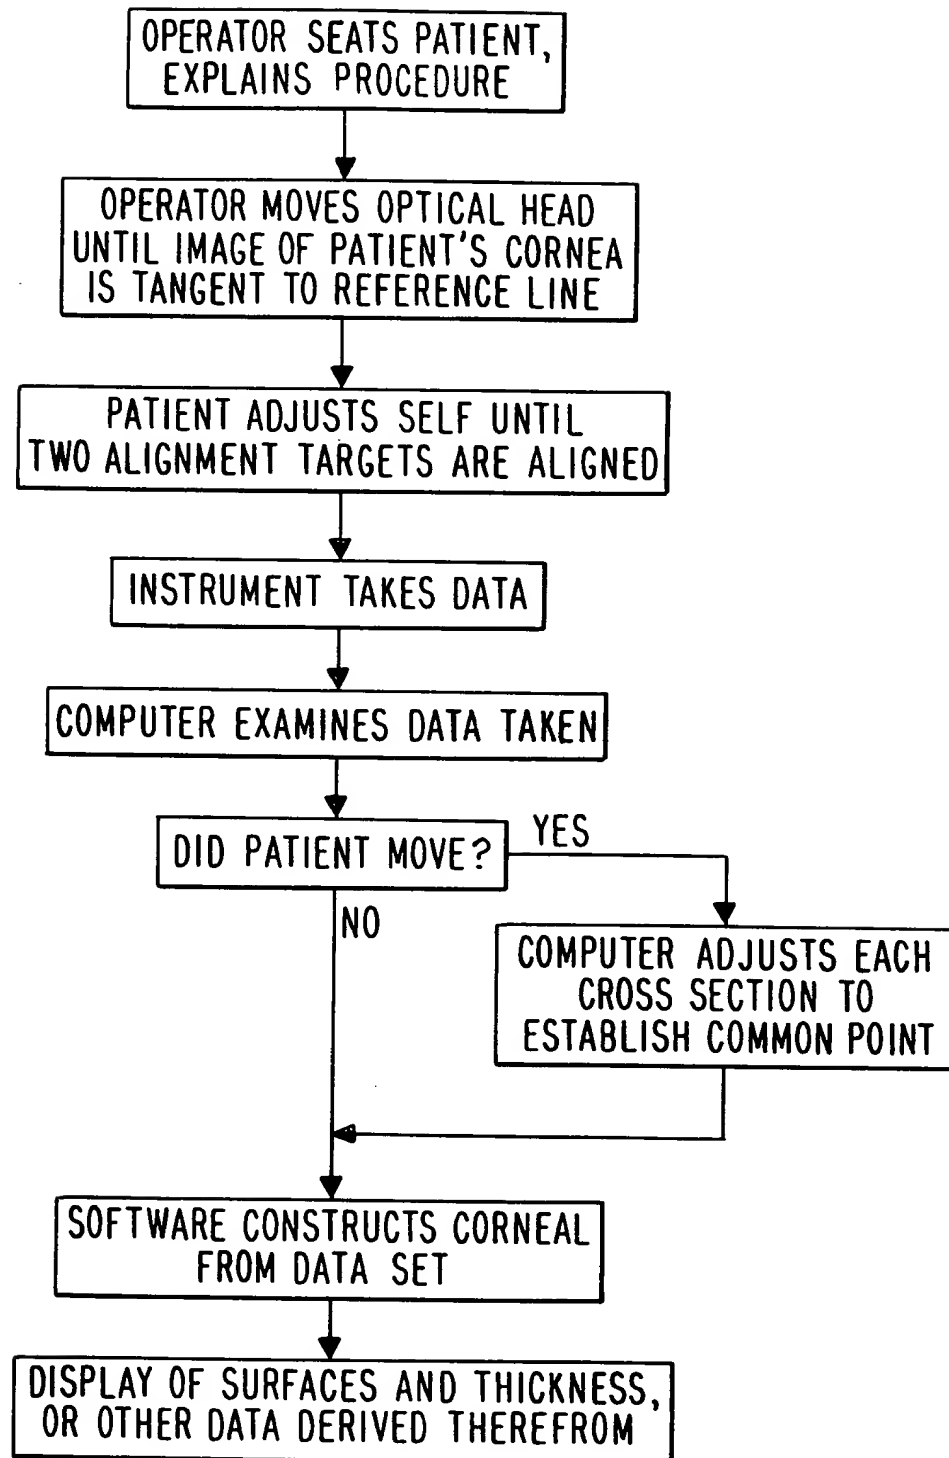 OPERATOR SEATS PATIENT,
EXPLAINS PROCEDURE
OPERATOR MOVES OPTICAL HEAD
UNTIL IMAGE OF PATIENT'S CORNEA
IS TANGENT TO REFERENCE LINE
PATIENT ADJUSTS SELF UNTIL
TWO ALIGNMENT TARGETS ARE ALIGNED
INSTRUMENT TAKES DATA
COMPUTER EXAMINES DATA TAKEN
DID PATIENT MOVE?
YES
NO
COMPUTER ADJUSTS EACH
CROSS SECTION TO
ESTABLISH COMMON POINT
SOFTWARE CONSTRUCTS CORNEAL
FROM DATA SET
DISPLAY OF SURFACES AND THICKNESS,
OR OTHER DATA DERIVED THEREFROM